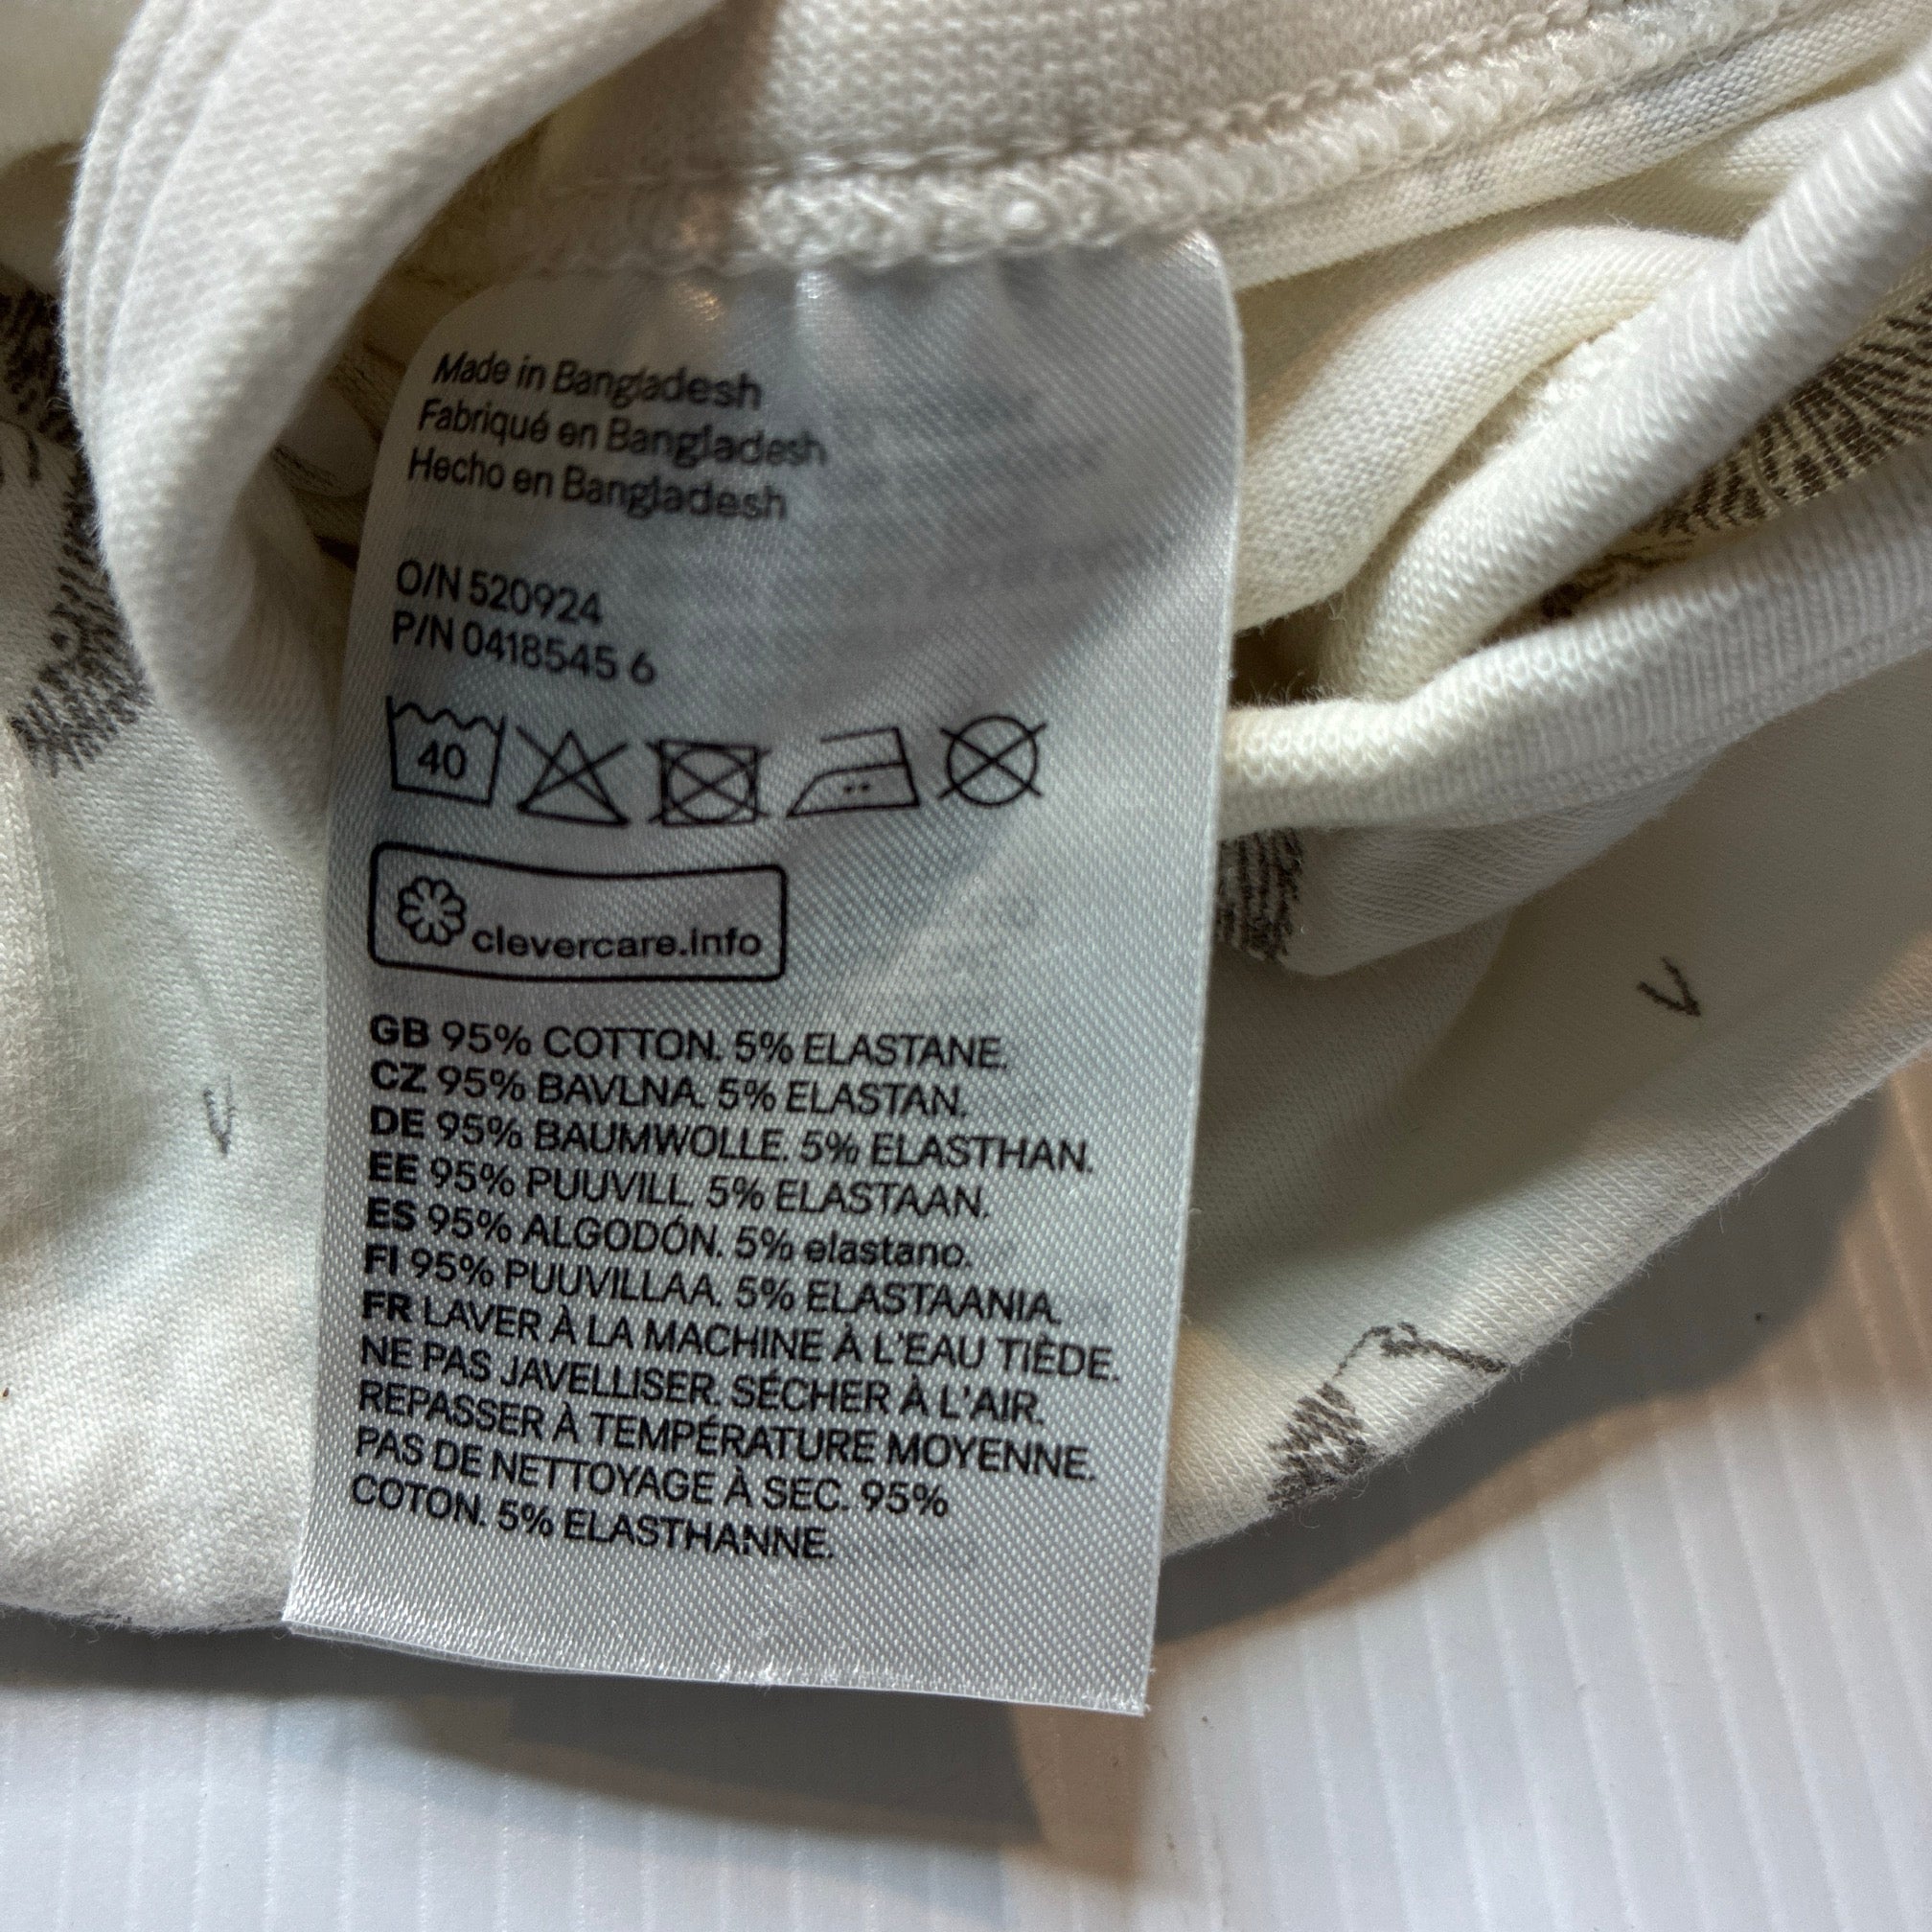 Made in Bangladesh
Fabriqué en Bangladesh
Hecho en Bangladesh
O/N 520924
P/N 0418545 6
40
clevercare.info
GB 95% COTTON. 5% ELASTANE.
CZ 95% BAVLNA. 5% ELASTAN.
DE 95% BAUMWOLLE. 5% ELASTHAN.
EE 95% PUUVILL. 5% ELASTAAN.
ES 95% ALGODÓN. 5% elastano.
FI 95% PUUVILLAA. 5% ELASTAANIA.
FR LAVER À LA MACHINE À L'EAU TIÈDE.
NE PAS JAVELLISER. SÉCHER À L'AIR.
REPASSER À TEMPÉRATURE MOYENNE.
PAS DE NETTOYAGE À SEC. 95%
COTON. 5% ELASTHANNE.